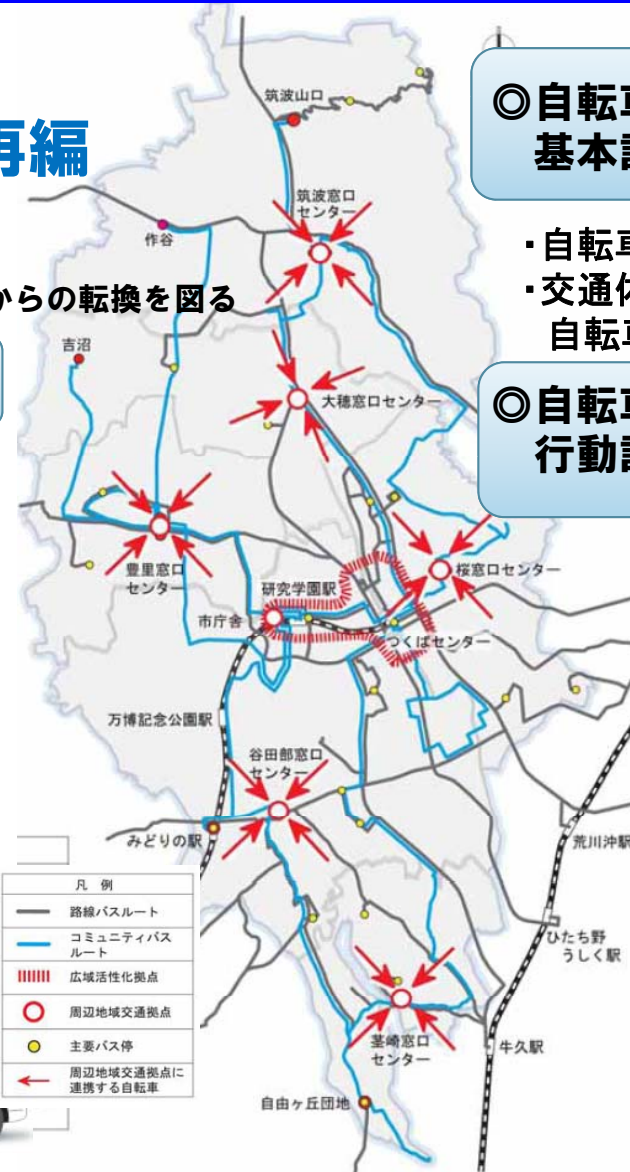 再編
からの転換を図る
◎自転車
基本計
・自転車
・交通体
自転車
◎自転車
行動計
筑波山口
筑波窓口
センター
作谷
吉沼
大穂窓口センター
豊里窓口
センター
研究学園駅
桜窓口センター
市庁舎
つくばセンター
万博記念公園駅
谷田部窓口
センター
みどりの駅
荒川沖駅
ひたち野
うしく駅
茎崎窓口
センター
牛久駅
自由ヶ丘団地
凡 例
路線バスルート
コミュニティバス
ルート
広域活性化拠点
周辺地域交通拠点
主要バス停
周辺地域交通拠点に
連携する自転車